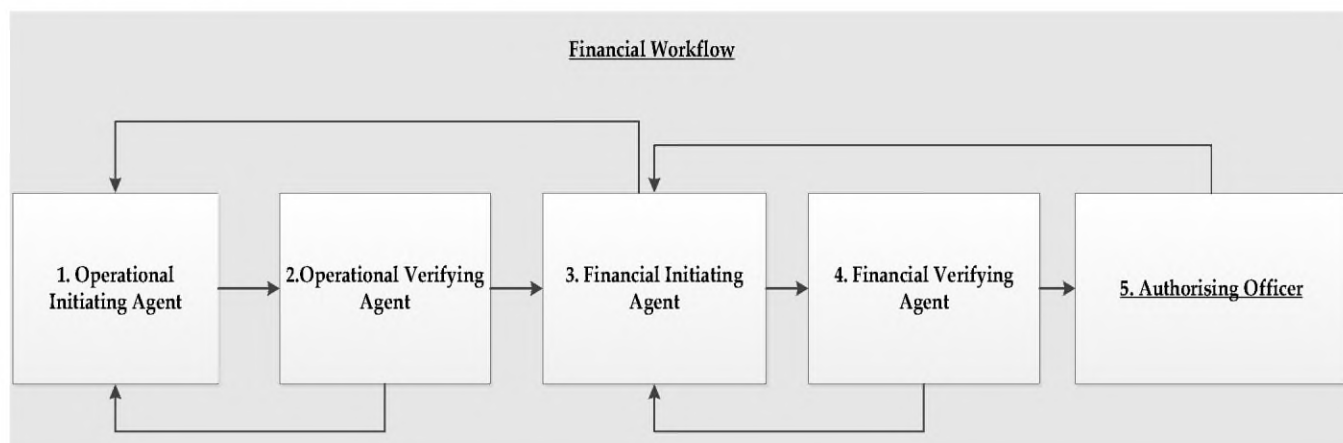 Financial Workflow
1. Operational
Initiating Agent
2.Operational Verifying
Agent
3. Financial Initiating
Agent
4. Financial Verifying
Agent
5. Authorising Officer